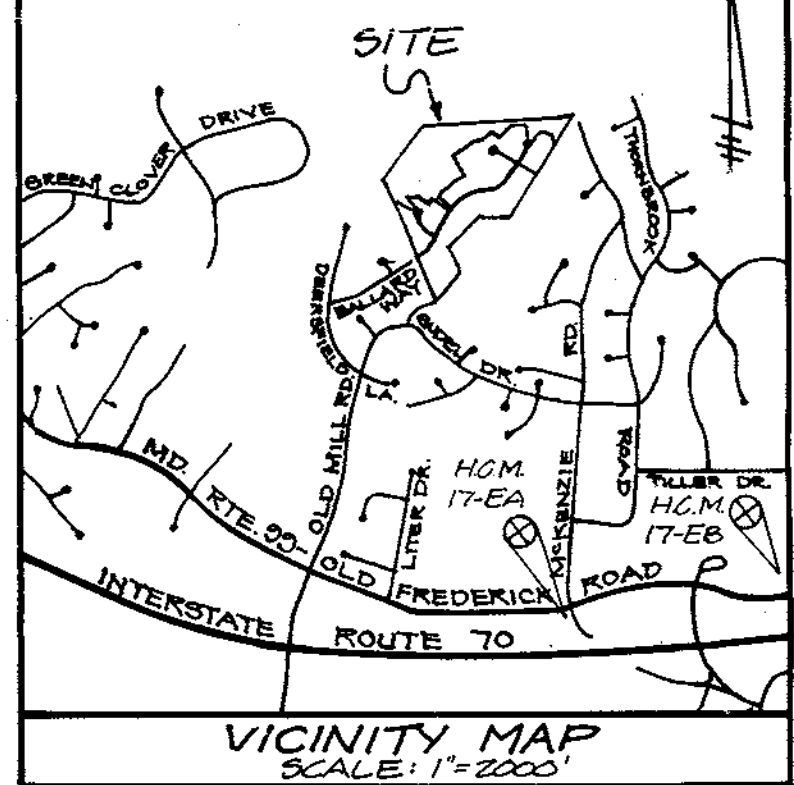 SITE
GREEN CLOVER DRIVE
THORNBROOK
ROAD
DEERSFIELD LA.
BALLARD
WAY
DR.
OLD MILL RD.
McKENZIE RD.
LITER DR.
H.C.M.
17-EA
TILLER DR.
H.C.M.
17-EB
MD. RTE. 99- OLD FREDERICK ROAD
INTERSTATE ROUTE 70
VICINITY MAP
SCALE: 1"=2000'